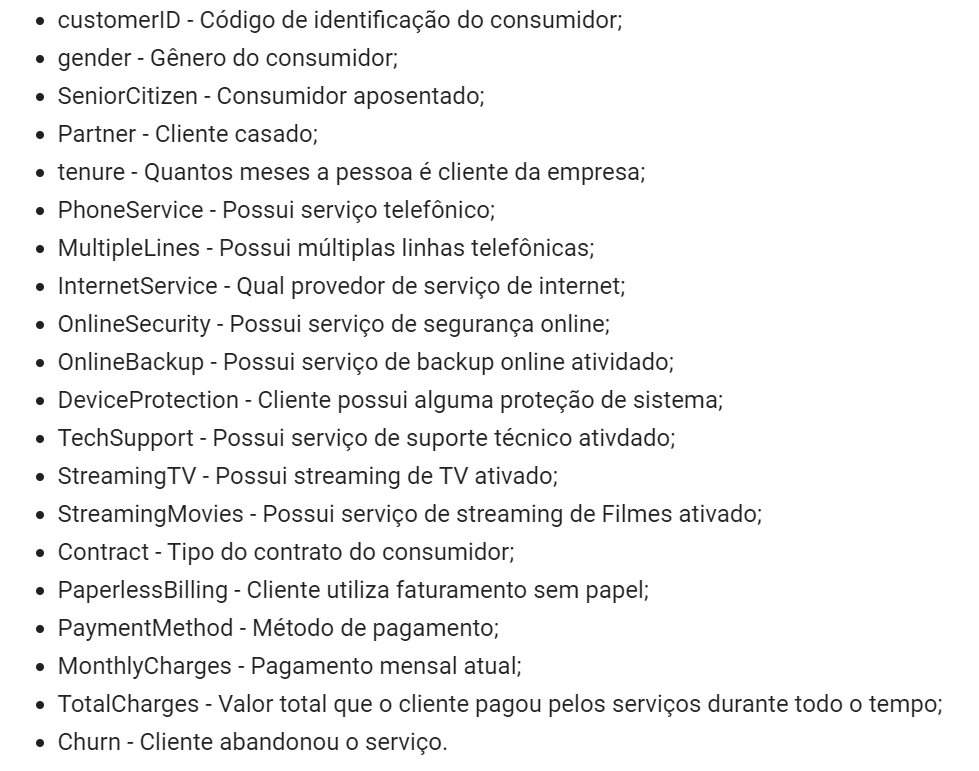 • customerID - Código de identificação do consumidor;
• gender - Gênero do consumidor;
• SeniorCitizen - Consumidor aposentado;
• Partner - Cliente casado;
• tenure - Quantos meses a pessoa é cliente da empresa;
• PhoneService - Possui serviço telefônico;
• MultipleLines - Possui múltiplas linhas telefônicas;
• InternetService - Qual provedor de serviço de internet;
• OnlineSecurity - Possui serviço de segurança online;
• OnlineBackup - Possui serviço de backup online atividado;
• DeviceProtection - Cliente possui alguma proteção de sistema;
• TechSupport - Possui serviço de suporte técnico ativdado;
• StreamingTV - Possui streaming de TV ativado;
• StreamingMovies - Possui serviço de streaming de Filmes ativado;
• Contract - Tipo do contrato do consumidor;
• PaperlessBilling - Cliente utiliza faturamento sem papel;
• PaymentMethod - Método de pagamento;
• MonthlyCharges - Pagamento mensal atual;
• TotalCharges - Valor total que o cliente pagou pelos serviços durante todo o tempo;
• Churn - Cliente abandonou o serviço.